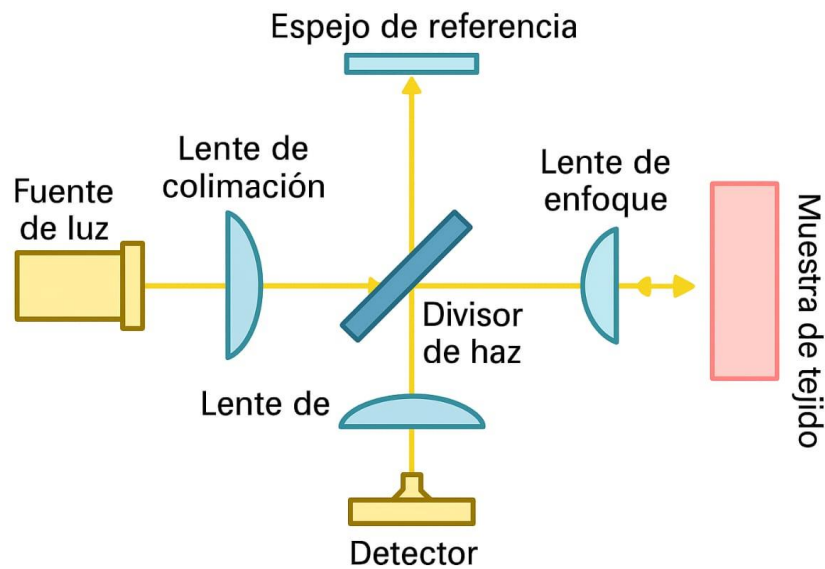 Espejo de referencia
Lente de
colimación
Fuente
de luz
Lente de
enfoque
Muestra de tejido
Divisor
de haz
Lente de
Detector